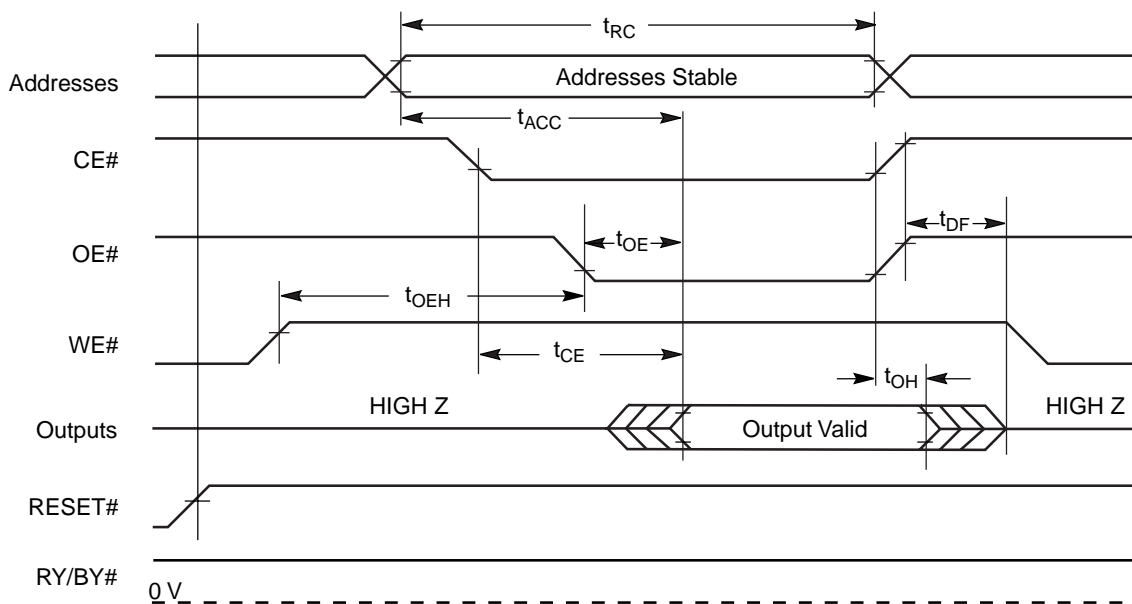 tRC
Addresses
Addresses Stable
tACC
CE#
tDF
OE#
tOE
tOEH
WE#
tCE
tOH
HIGH Z
HIGH Z
Outputs
Output Valid
RESET#
RY/BY#
0 V